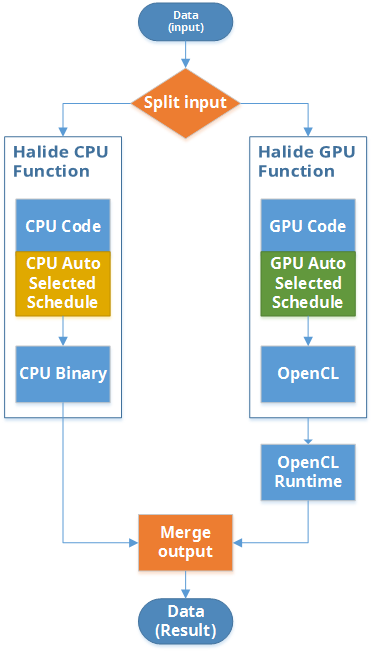 Data
(input)
Split input
Halide CPU
Function
CPU Code
CPU Auto
Selected
Schedule
CPU Binary
Halide GPU
Function
GPU Code
GPU Auto
Selected
Schedule
OpenCL
OpenCL
Runtime
Merge
output
Data
(Result)